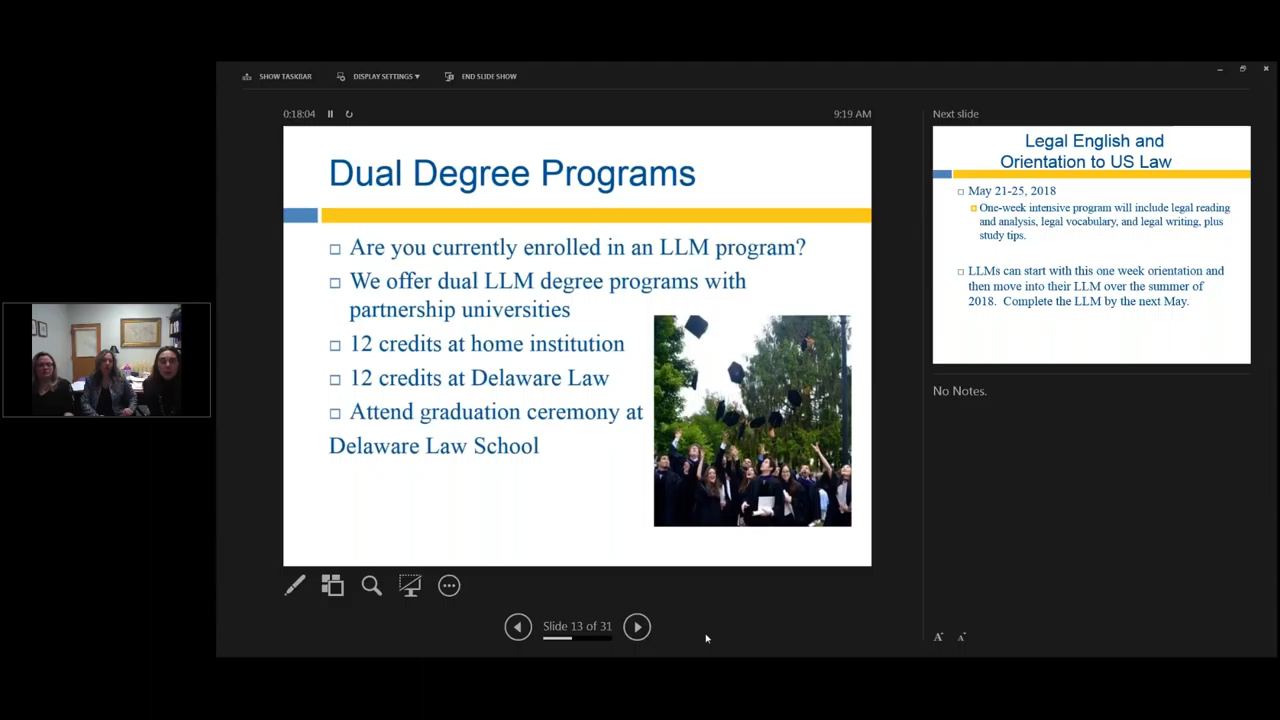 SHOW TASKBAR
DISPLAY SETTINGS ▾
END SLIDE SHOW
0:18:04
9:19 AM
Dual Degree Programs
Are you currently enrolled in an LLM program?
We offer dual LLM degree programs with
partnership universities
12 credits at home institution
12 credits at Delaware Law
Attend graduation ceremony at
Delaware Law School
Slide 13 of 31
Next slide
Legal English and
Orientation to US Law
May 21-25, 2018
One-week intensive program will include legal reading
and analysis, legal vocabulary, and legal writing, plus
study tips.
LLMs can start with this one week orientation and
then move into their LLM over the summer of
2018. Complete the LLM by the next May.
No Notes.
A A